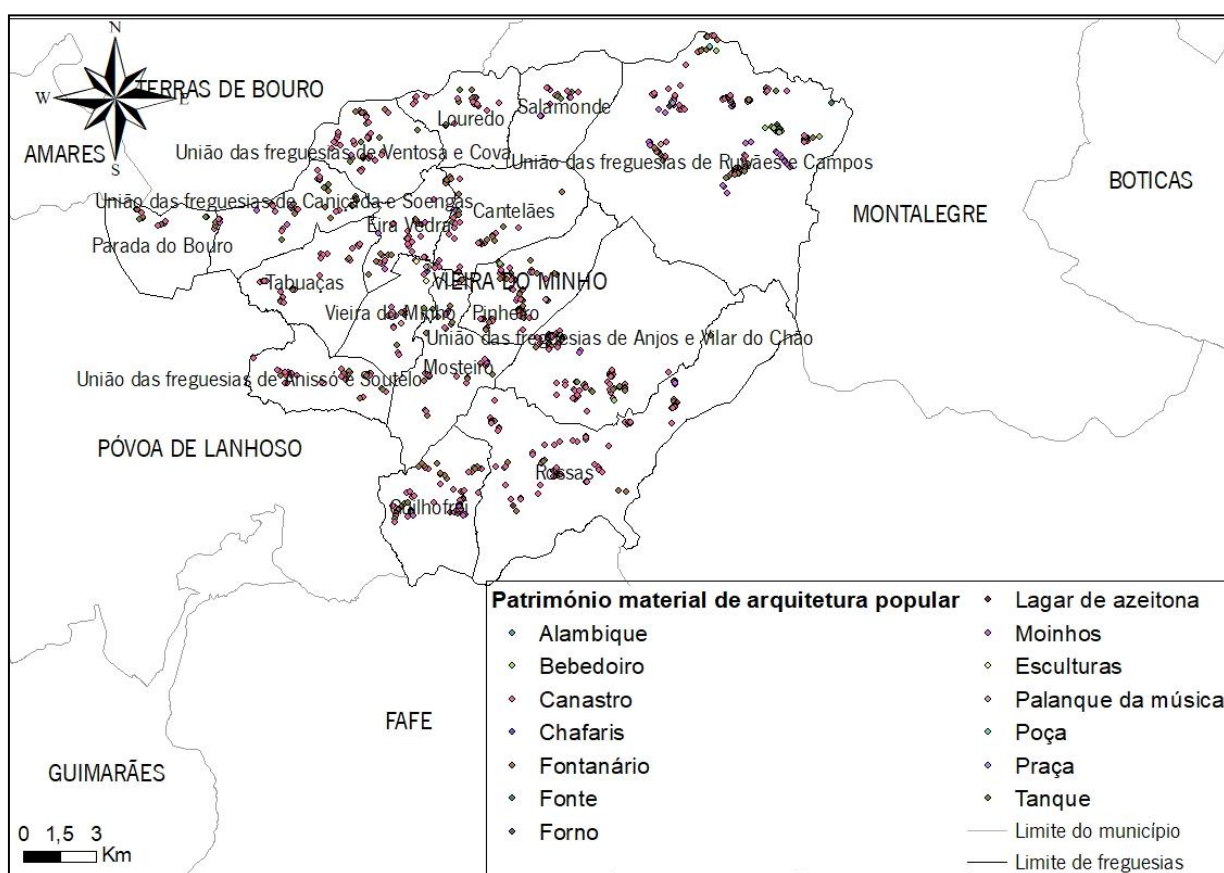 N
W
E
S
TERRAS DE BOURO
AMARES
Louredo
Salamonde
União das freguesias de Ventosa e Cova
União das freguesias de Ruivães e Campos
BOTICAS
União das freguesias de Caniçada e Soengas
Cantelães
MONTALEGRE
Eira Vedra
Parada do Bouro
Tabuaças
VIEIRA DO MINHO
Vieira do Minho
Pinheiro
União das freguesias de Anjos e Vilar do Chão
Mosteiro
União das freguesias de Anissó e Soutelo
PÓVOA DE LANHOSO
Rossas
Guilhofrei
FAFE
GUIMARÃES
0 1,5 3
Km
Património material de arquitetura popular
Alambique
Bebedoiro
Canastro
Chafaris
Fontanário
Fonte
Forno
Lagar de azeitona
Moinhos
Esculturas
Palanque da música
Poça
Praça
Tanque
Limite do município
Limite de freguesias